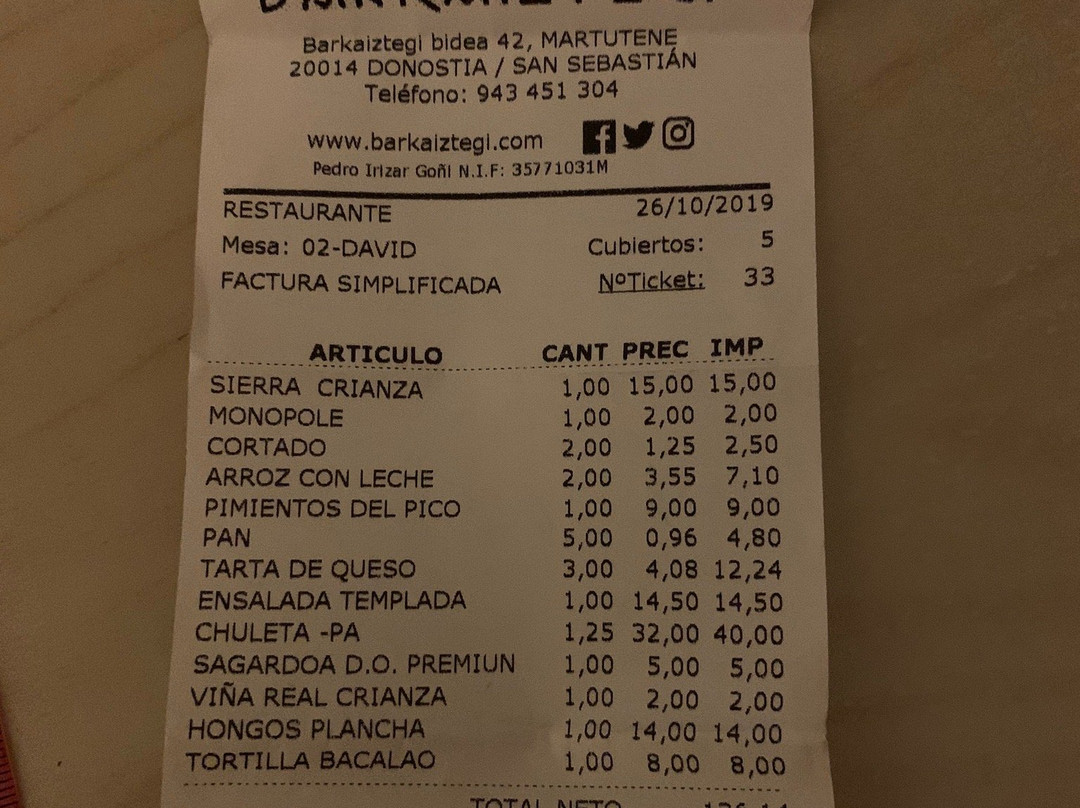 Barkaiztegi bidea 42, MARTUTENE
20014 DONOSTIA / SAN SEBASTIÁN
Teléfono: 943 451 304
www.barkaiztegi.com
Pedro Irizar Goñi N.I.F: 35771031M
RESTAURANTE 26/10/2019
Mesa: 02-DAVID Cubiertos: 5
FACTURA SIMPLIFICADA NºTicket: 33
ARTICULO CANT PREC IMP
SIERRA CRIANZA 1,00 15,00 15,00
MONOPOLE 1,00 2,00 2,00
CORTADO 2,00 1,25 2,50
ARROZ CON LECHE 2,00 3,55 7,10
PIMIENTOS DEL PICO 1,00 9,00 9,00
PAN 5,00 0,96 4,80
TARTA DE QUESO 3,00 4,08 12,24
ENSALADA TEMPLADA 1,00 14,50 14,50
CHULETA -PA 1,25 32,00 40,00
SAGARDOA D.O. PREMIUN 1,00 5,00 5,00
VIÑA REAL CRIANZA 1,00 2,00 2,00
HONGOS PLANCHA 1,00 14,00 14,00
TORTILLA BACALAO 1,00 8,00 8,00
TOTAL NETO